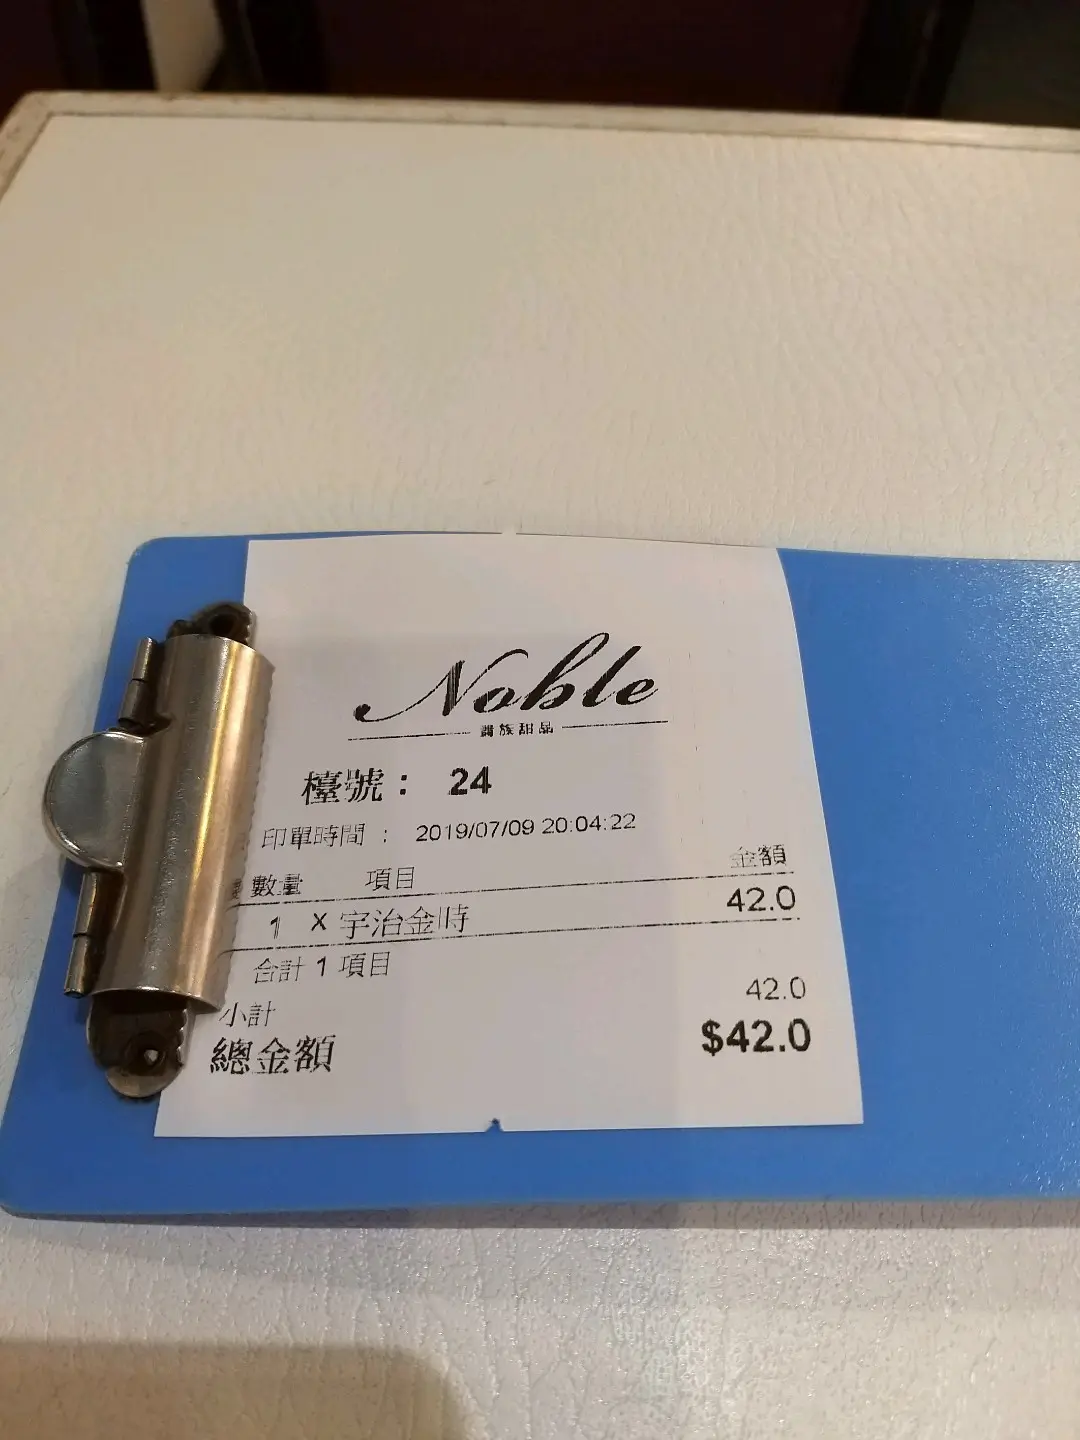 Noble
貴族甜品
檯號： 24
印單時間 ： 2019/07/09 20:04:22
數量 項目 金額
1 X 宇治金時 42.0
合計 1 項目
小計 42.0
總金額 $42.0